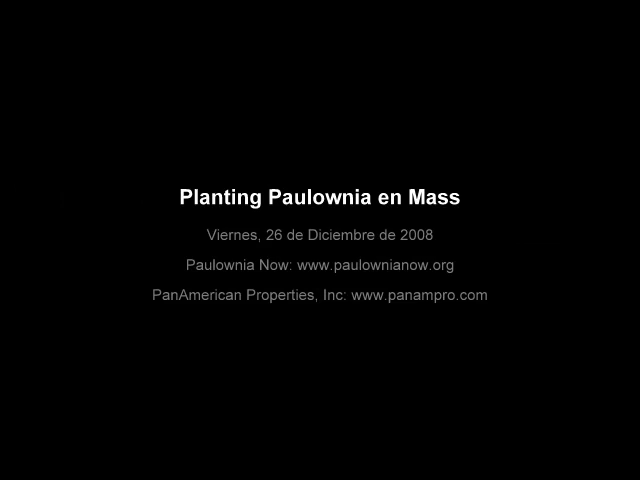 Planting Paulownia en Mass
Viernes, 26 de Diciembre de 2008
Paulownia Now: www.paulownianow.org
PanAmerican Properties, Inc: www.panampro.com